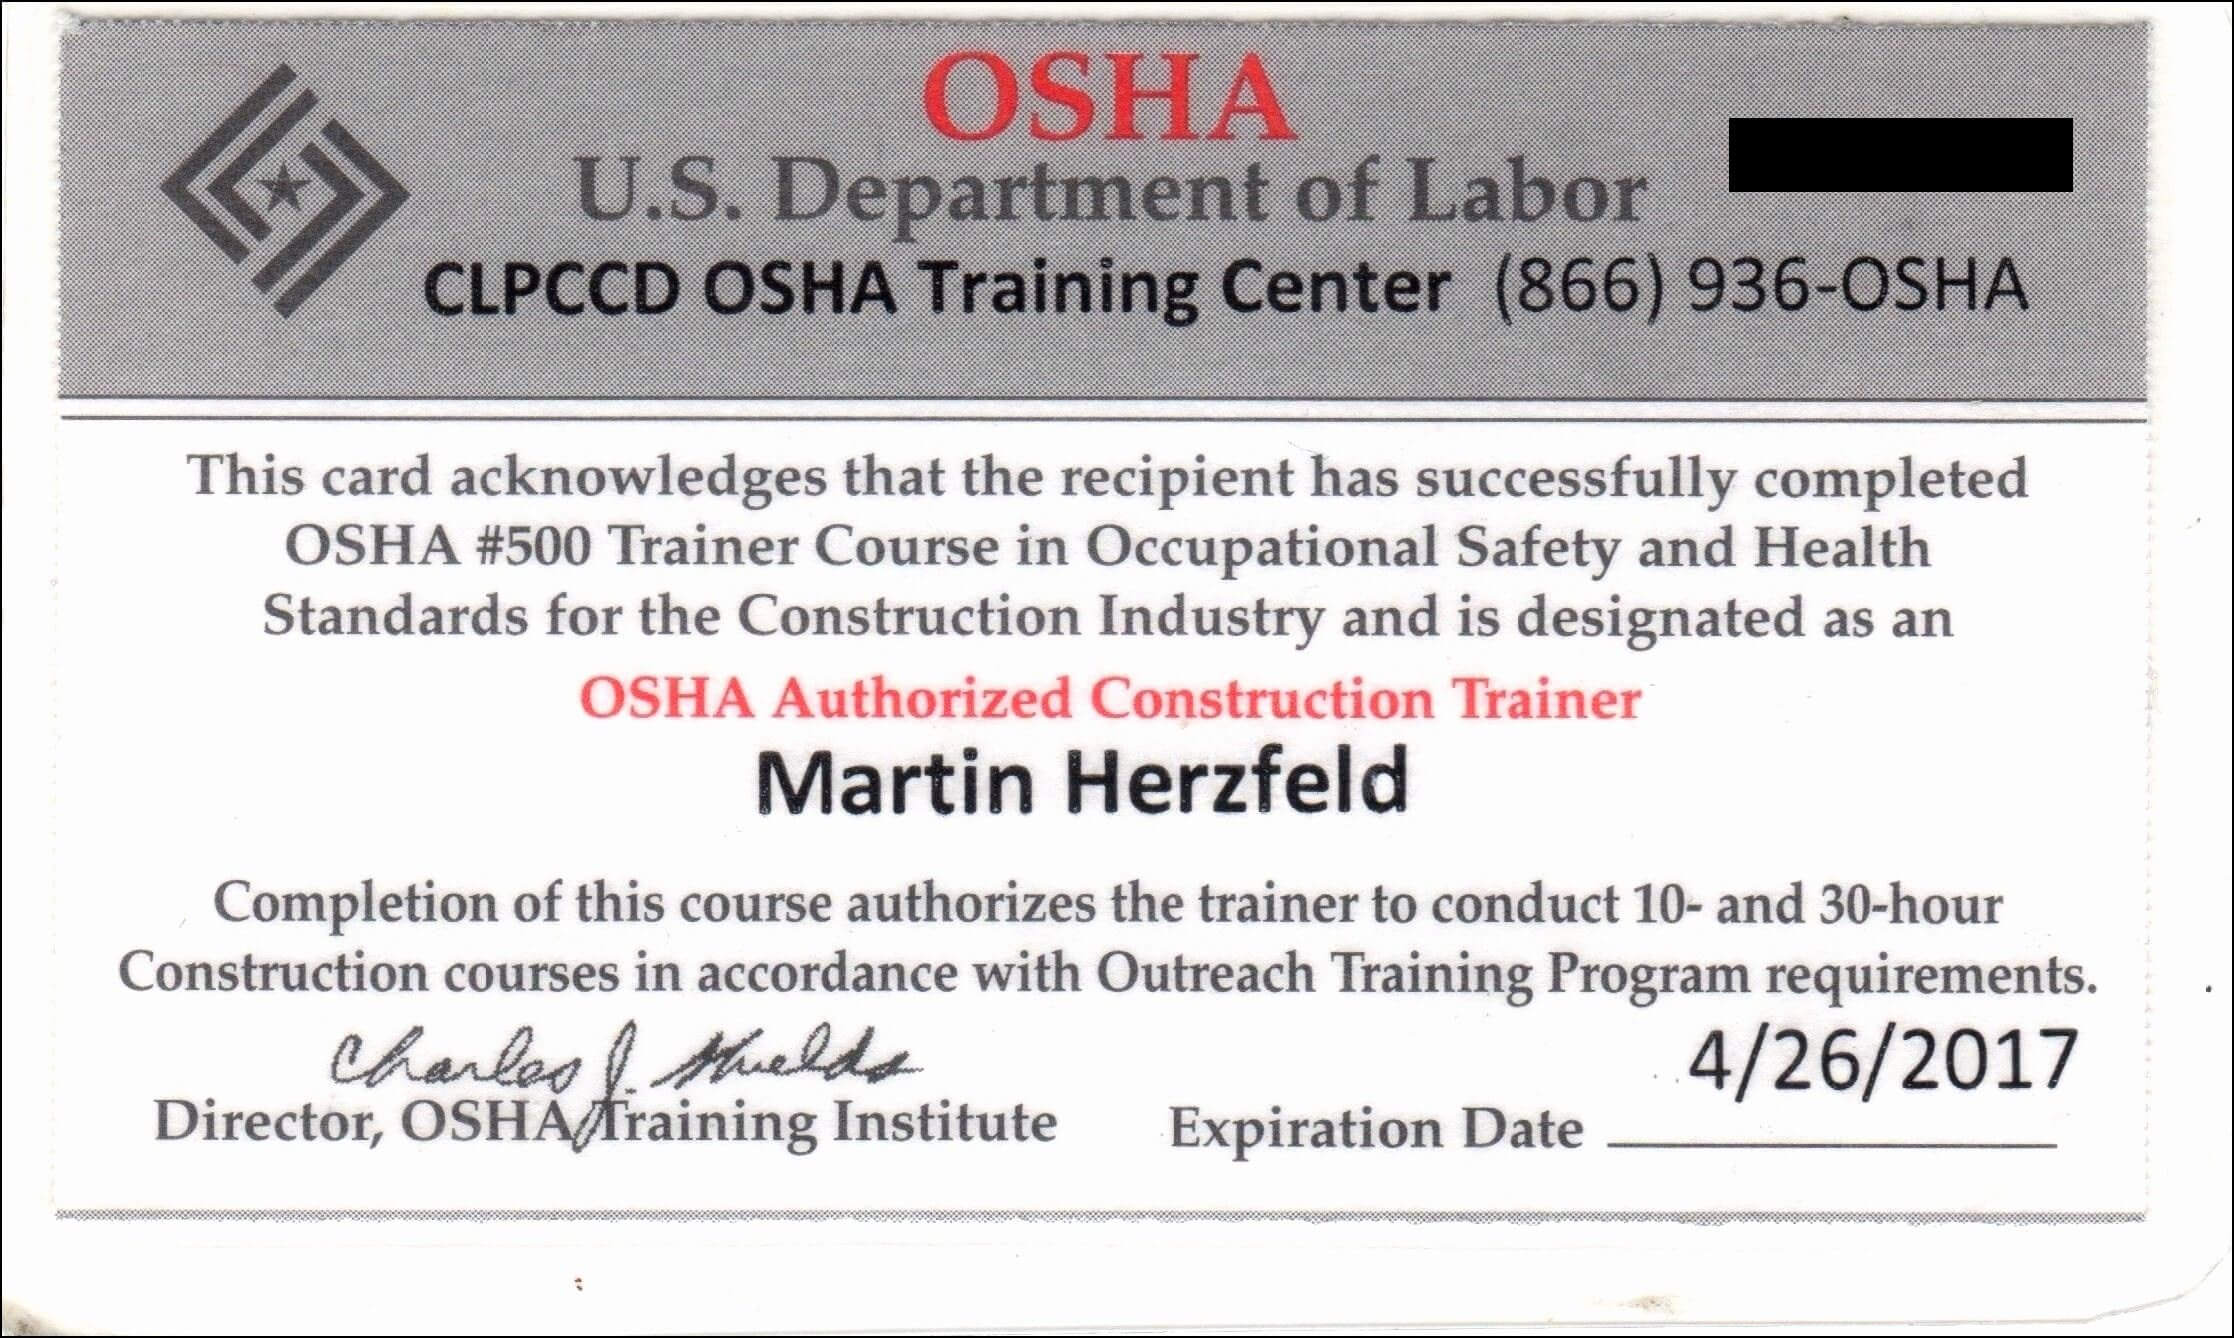 OSHA
U.S. Department of Labor
CLPCCD OSHA Training Center (866) 936-OSHA
This card acknowledges that the recipient has successfully completed
OSHA #500 Trainer Course in Occupational Safety and Health
Standards for the Construction Industry and is designated as an
OSHA Authorized Construction Trainer
Martin Herzfeld
Completion of this course authorizes the trainer to conduct 10- and 30-hour
Construction courses in accordance with Outreach Training Program requirements.
Charles J. Shields
4/26/2017
Director, OSHA Training Institute
Expiration Date